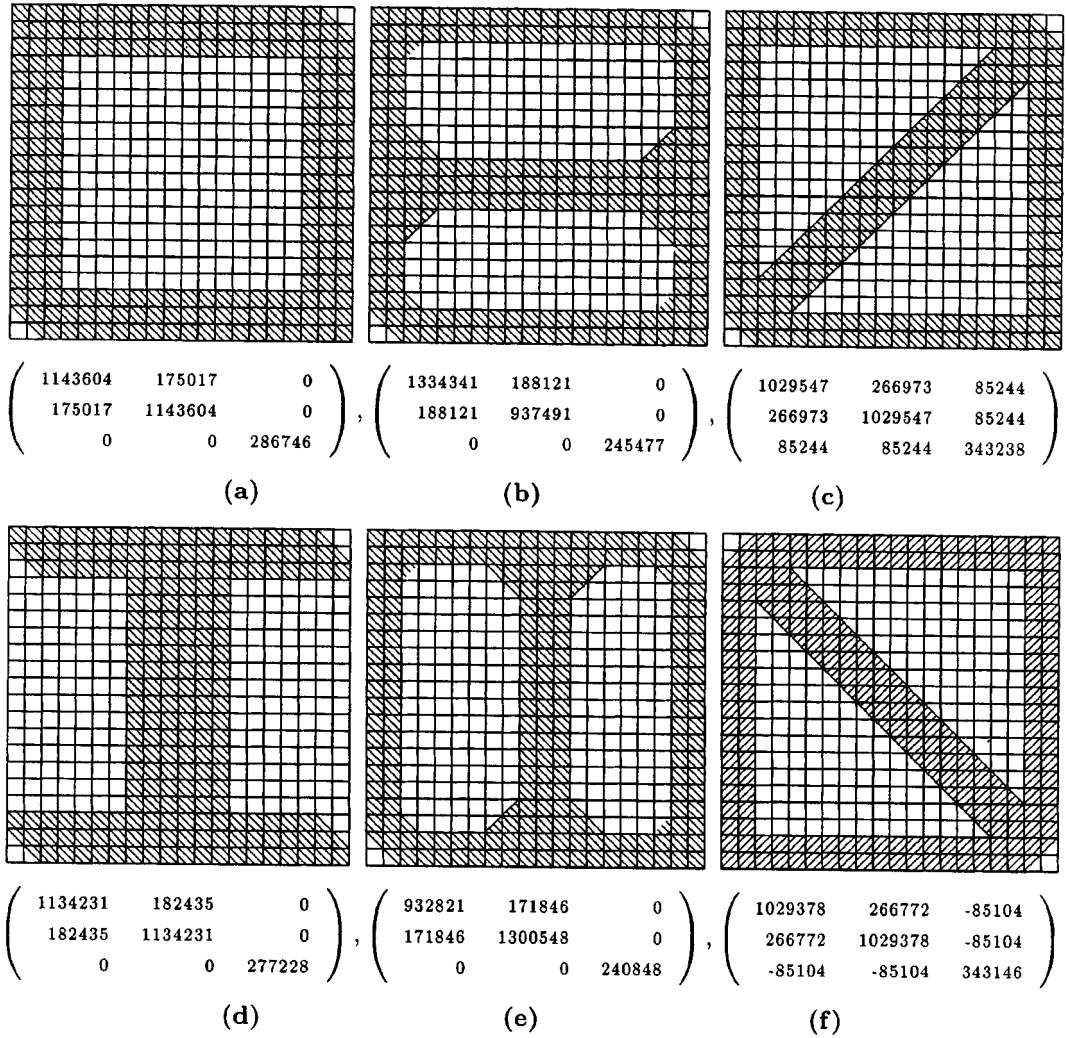 1143604 175017 0 1334341 188121 0 1029547 266973 85244
175017 1143604 0 , 188121 937491 0 , 266973 1029547 85244
0 0 286746 0 0 245477 85244 85244 343238
(a) (b) (c)
1134231 182435 0 932821 171846 0 1029378 266772 -85104
182435 1134231 0 , 171846 1300548 0 , 266772 1029378 -85104
0 0 277228 0 0 240848 -85104 -85104 343146
(d) (e) (f)